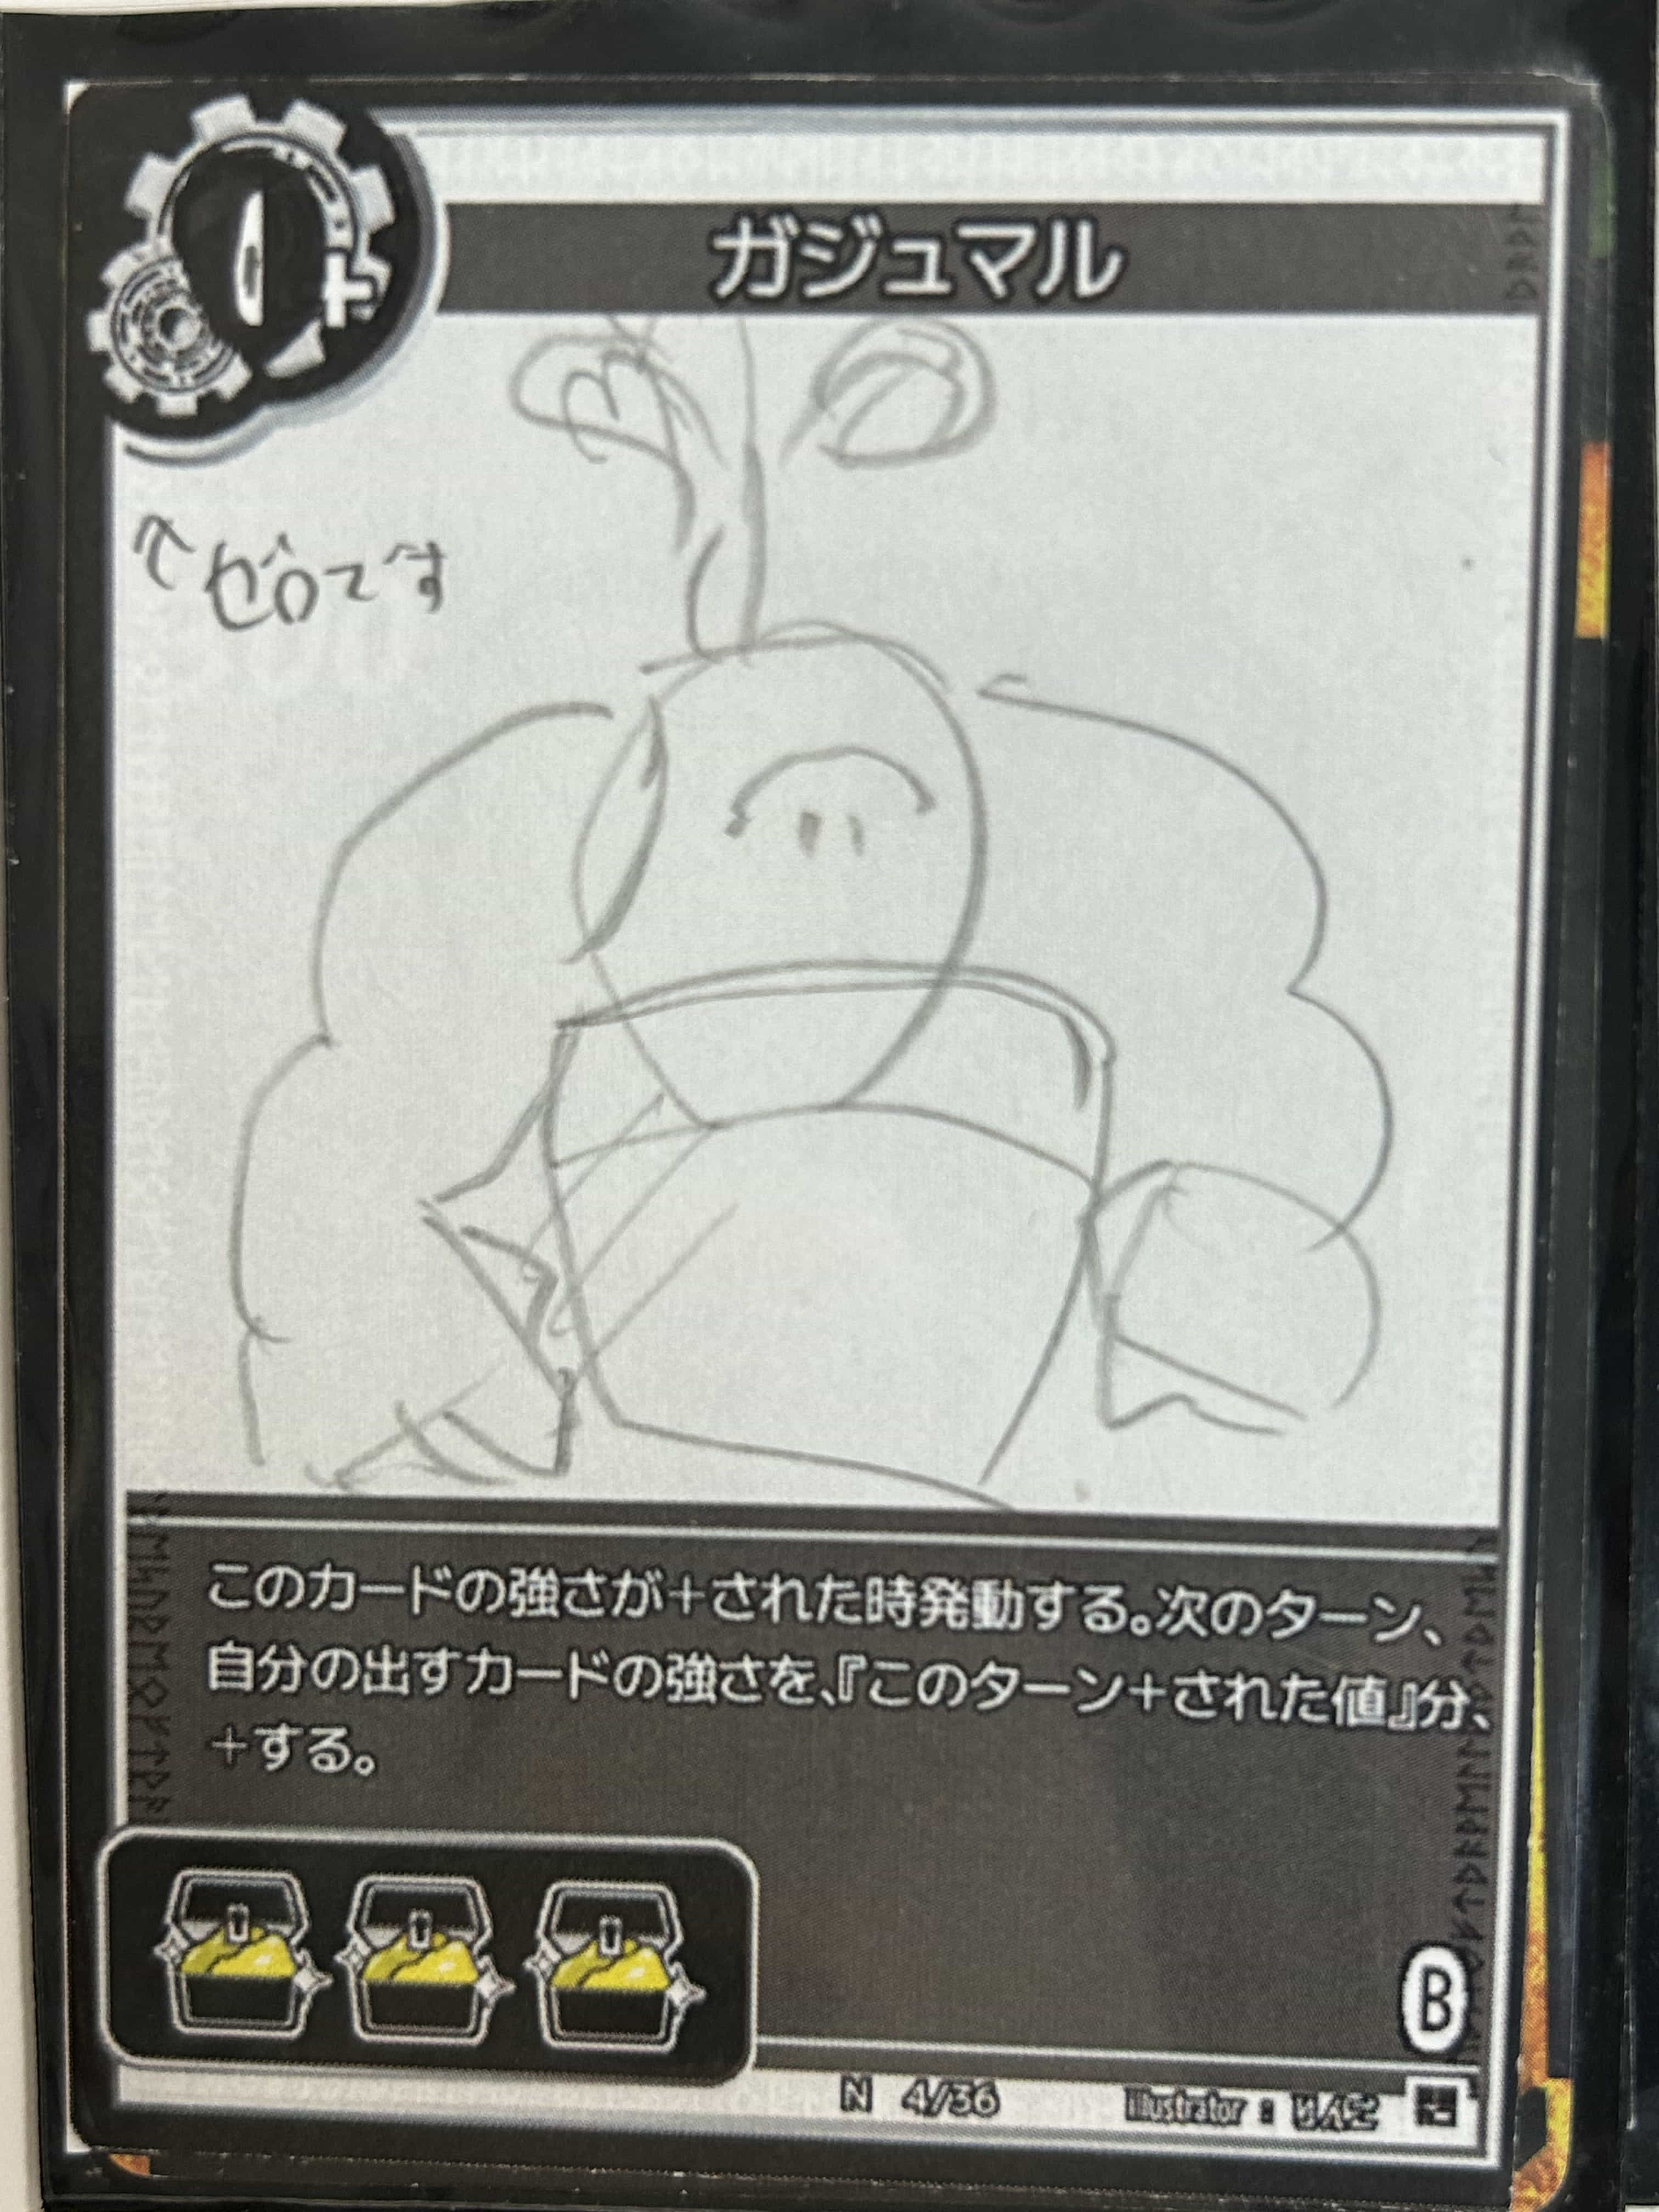 +
ガジュマル
↑ゼロです
このカードの強さが+された時発動する。次のターン、
自分の出すカードの強さを、『このターン+された値』分、
+する。
B
N 4/36 Illustrator :